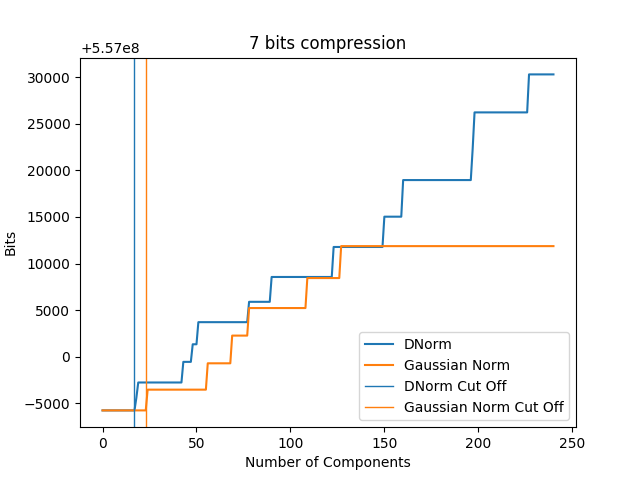 7 bits compression
+5.57e8
30000
25000
20000
15000
10000
5000
0
−5000
Bits
0 50 100 150 200 250
Number of Components
DNorm
Gaussian Norm
DNorm Cut Off
Gaussian Norm Cut Off